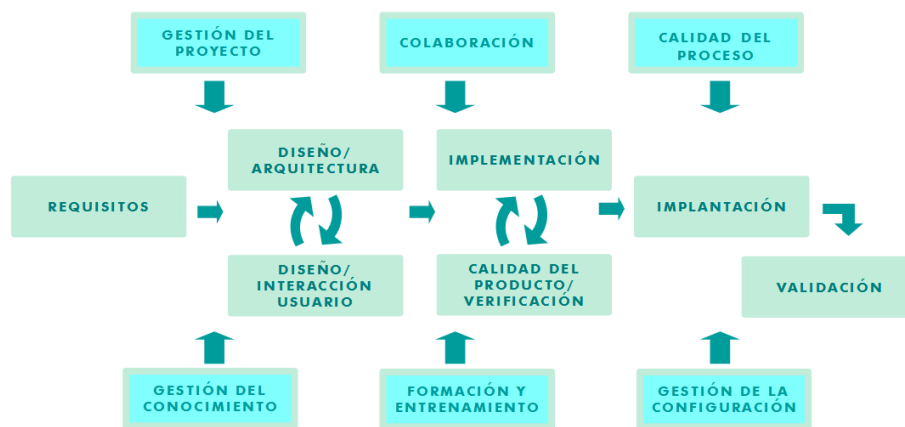 GESTIÓN DEL
PROYECTO
COLABORACIÓN
CALIDAD DEL
PROCESO
DISEÑO/
ARQUITECTURA
IMPLEMENTACIÓN
REQUISITOS
IMPLANTACIÓN
DISEÑO/
INTERACCIÓN
USUARIO
CALIDAD DEL
PRODUCTO/
VERIFICACIÓN
VALIDACIÓN
GESTIÓN DEL
CONOCIMIENTO
FORMACIÓN Y
ENTRENAMIENTO
GESTIÓN DE LA
CONFIGURACIÓN